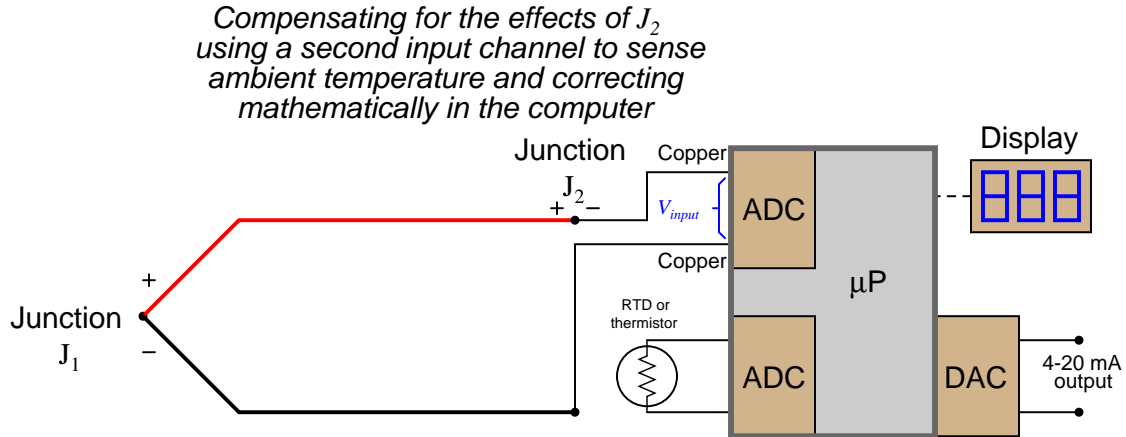 Compensating for the effects of J2
using a second input channel to sense
ambient temperature and correcting
mathematically in the computer
Junction
J2
+ −
Copper
Display
Vinput
ADC
888
Copper
+
Junction
J1
−
µP
RTD or
thermistor
ADC
DAC
4-20 mA
output